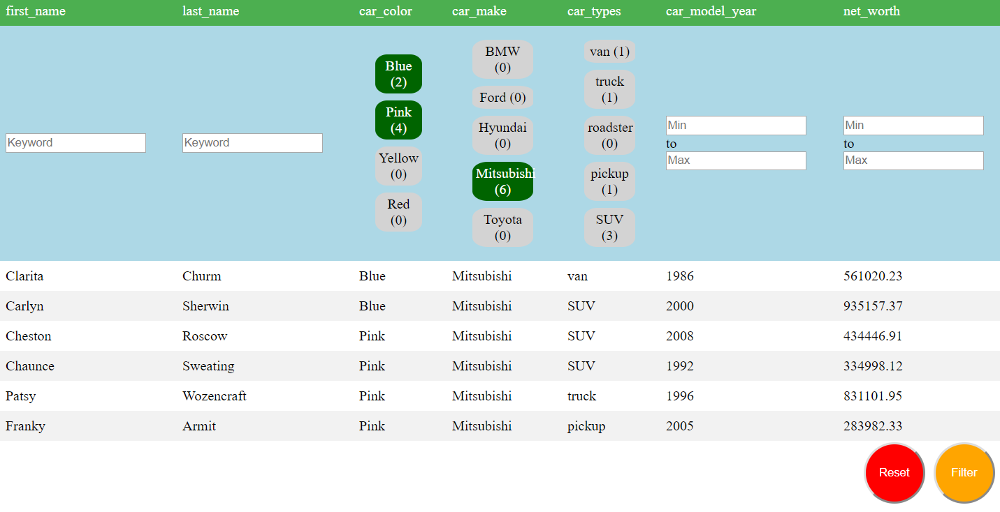 first_name last_name car_color car_make car_types car_model_year net_worth
Keyword
Keyword
Blue
(2)
Pink
(4)
Yellow
(0)
Red
(0)
BMW
(0)
Ford (0)
Hyundai
(0)
Mitsubishi
(6)
Toyota
(0)
van (1)
truck
(1)
roadster
(0)
pickup
(1)
SUV
(3)
Min
to
Max
Min
to
Max
Clarita Churm Blue Mitsubishi van 1986 561020.23
Carlyn Sherwin Blue Mitsubishi SUV 2000 935157.37
Cheston Roscow Pink Mitsubishi SUV 2008 434446.91
Chaunce Sweating Pink Mitsubishi SUV 1992 334998.12
Patsy Wozencraft Pink Mitsubishi truck 1996 831101.95
Franky Armit Pink Mitsubishi pickup 2005 283982.33
Reset Filter